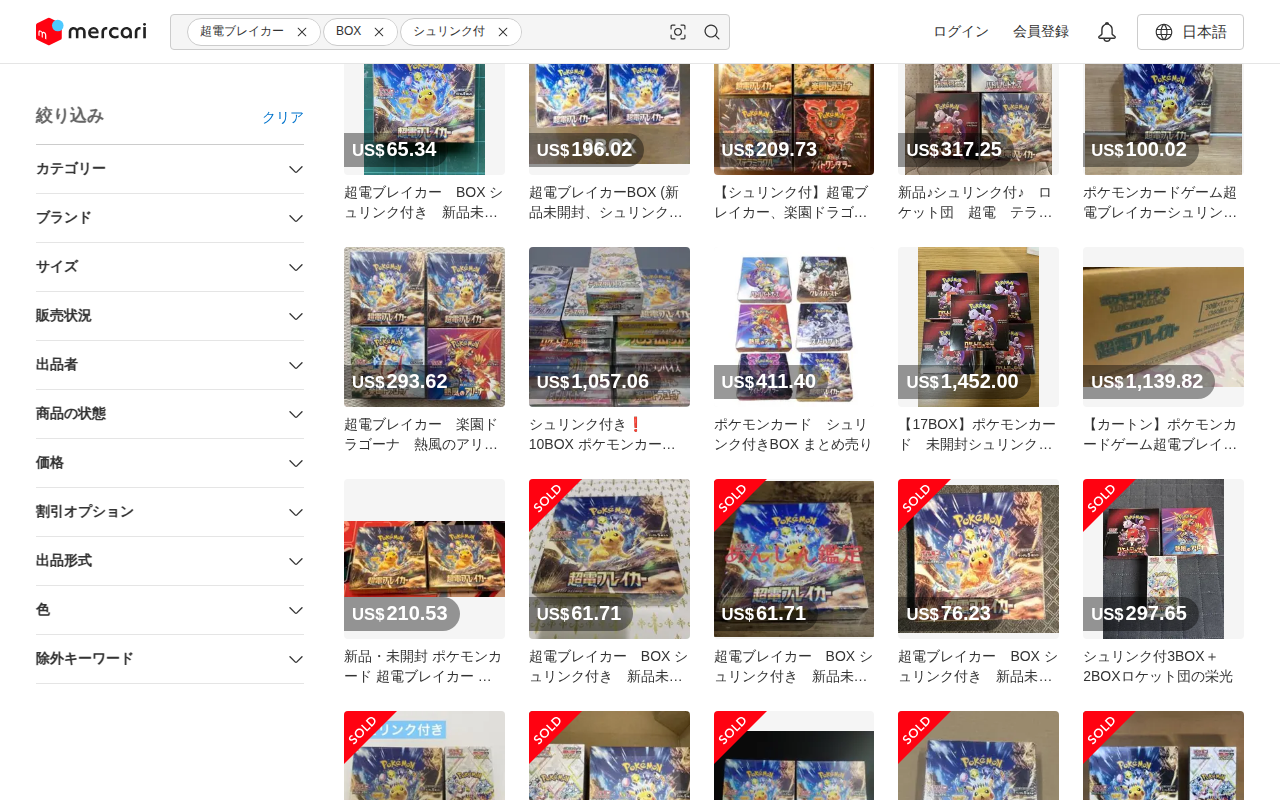 mercari
超電ブレイカー
BOX
シュリンク付
ログイン
会員登録
日本語
絞り込み
クリア
カテゴリー
ブランド
サイズ
販売状況
出品者
商品の状態
価格
割引オプション
出品形式
色
除外キーワード
US$65.34
超電ブレイカー　BOX シ
ュリンク付き　新品未…
US$196.02
超電ブレイカーBOX (新
品未開封、シュリンク…
US$209.73
【シュリンク付】超電ブ
レイカー、楽園ドラゴ…
US$317.25
新品♪シュリンク付♪　ロ
ケット団　超電　テラ…
US$100.02
ポケモンカードゲーム超
電ブレイカーシュリン…
US$293.62
超電ブレイカー　楽園ド
ラゴーナ　熱風のアリ…
US$1,057.06
シュリンク付き❗
10BOX ポケモンカー…
US$411.40
ポケモンカード　シュリ
ンク付きBOX まとめ売り
US$1,452.00
【17BOX】ポケモンカー
ド　未開封シュリンク…
US$1,139.82
【カートン】ポケモンカ
ードゲーム超電ブレイ…
US$210.53
新品・未開封 ポケモンカ
ード 超電ブレイカー …
SOLD
US$61.71
超電ブレイカー　BOX シ
ュリンク付き　新品未…
SOLD
あんしん鑑定
US$61.71
超電ブレイカー　BOX シ
ュリンク付き　新品未…
SOLD
US$76.23
超電ブレイカー　BOX シ
ュリンク付き　新品未…
SOLD
US$297.65
シュリンク付3BOX＋
2BOXロケット団の栄光
SOLD
リンク付き
SOLD
SOLD
SOLD
SOLD